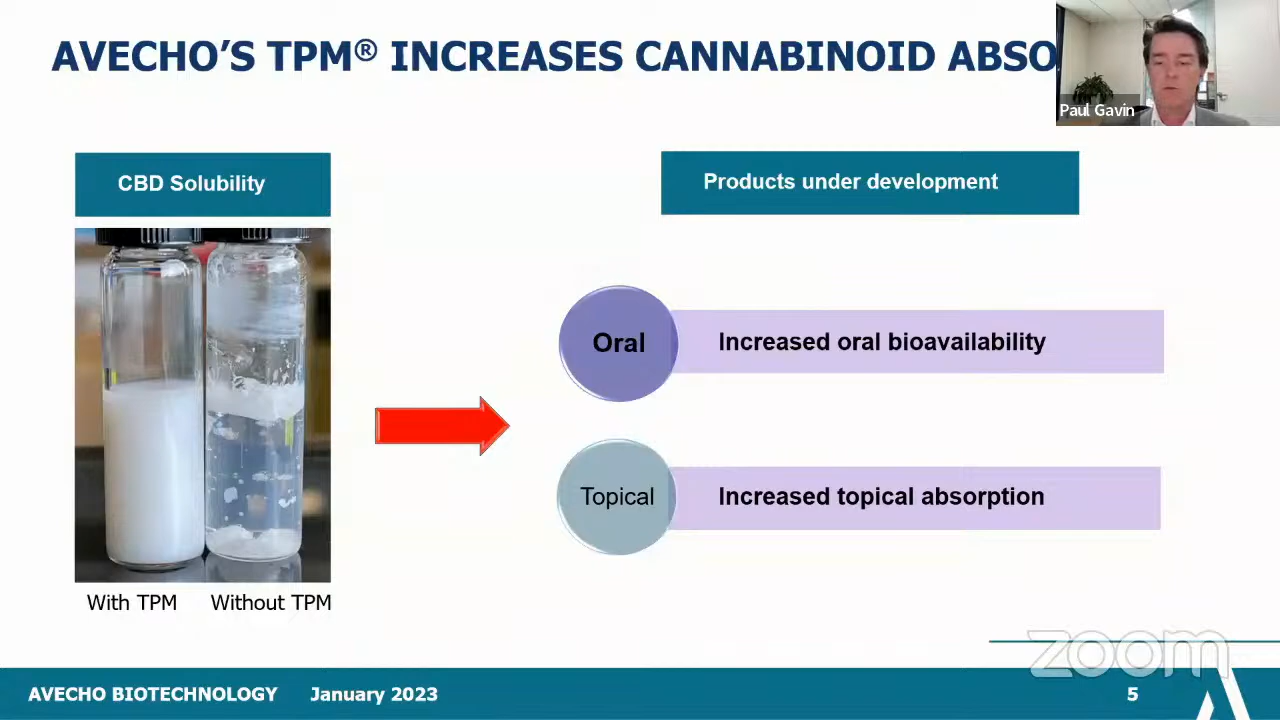 AVECHO'S TPM® INCREASES CANNABINOID ABSO
Paul Gavin
CBD Solubility
Products under development
Oral
Increased oral bioavailability
Topical
Increased topical absorption
With TPM
Without TPM
zoom
AVECHO BIOTECHNOLOGY
January 2023
5